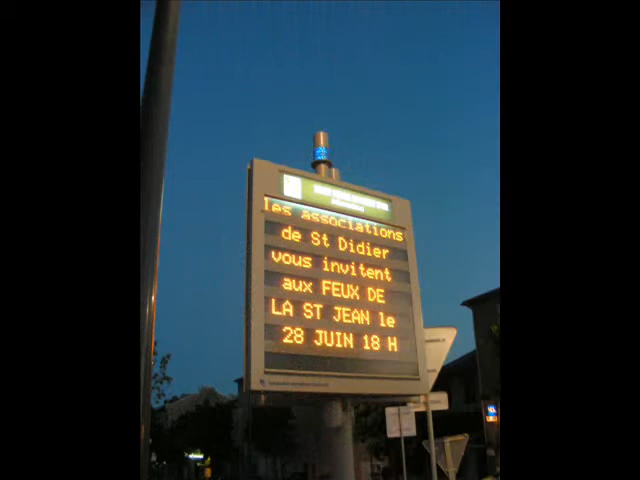 les associations
de St Didier
vous invitent
aux FEUX DE
LA ST JEAN le
28 JUIN 18 H